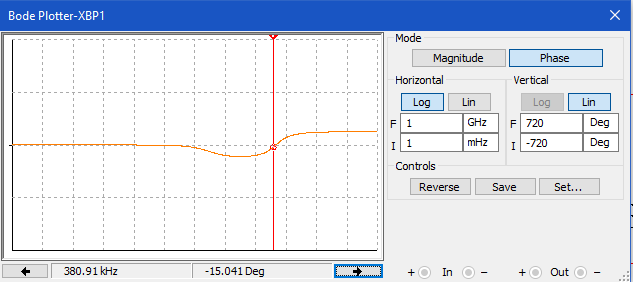 Bode Plotter-XBP1
Mode
Magnitude Phase
Horizontal Vertical
Log Lin Log Lin
F 1 GHz F 720 Deg
I 1 mHz I -720 Deg
Controls
Reverse Save Set...
380.91 kHz -15.041 Deg + In − + Out −